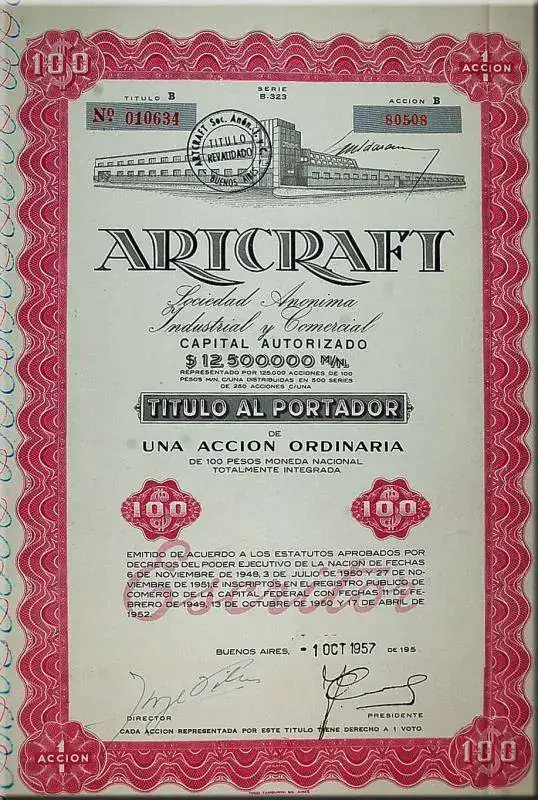 100
1
ACCION
TITULO B
SERIE
B-323
ACCION B
Nº 010634
80508
ARTCRAFT Soc. Anón. I. y C.
TITULO
REVALIDADO
BUENOS AIRES
ARTCRAFT
Sociedad Anonima
Industrial y Comercial
CAPITAL AUTORIZADO
$ 12.500.000 M/N.
REPRESENTADO POR 125.000 ACCIONES DE 100
PESOS M/N. C/UNA DISTRIBUIDAS EN 500 SERIES
DE 250 ACCIONES C/UNA
TITULO AL PORTADOR
DE
UNA ACCION ORDINARIA
DE 100 PESOS MONEDA NACIONAL
TOTALMENTE INTEGRADA
100
100
EMITIDO DE ACUERDO A LOS ESTATUTOS APROBADOS POR
DECRETOS DEL PODER EJECUTIVO DE LA NACION DE FECHAS
6 DE NOVIEMBRE DE 1948, 3 DE JULIO DE 1950 Y 27 DE NO-
VIEMBRE DE 1951, E INSCRIPTOS EN EL REGISTRO PUBLICO DE
COMERCIO DE LA CAPITAL FEDERAL CON FECHAS 11 DE FE-
BRERO DE 1949, 13 DE OCTUBRE DE 1950 Y 17 DE ABRIL DE
1952.
BUENOS AIRES, - 1 OCT 1957 DE 195
DIRECTOR
PRESIDENTE
CADA ACCION REPRESENTADA POR ESTE TITULO TIENE DERECHO A 1 VOTO
1
ACCION
100